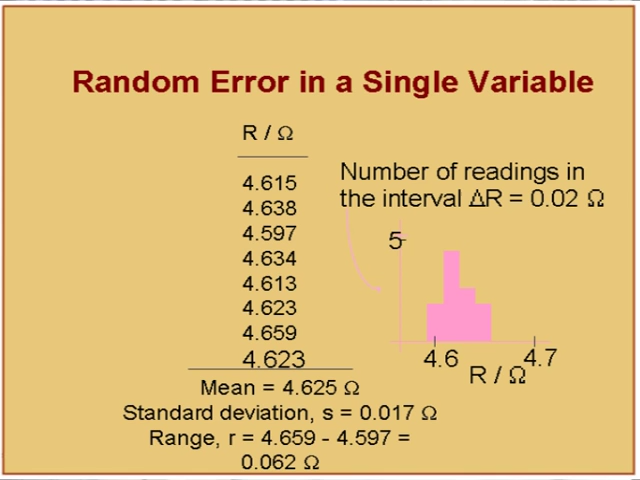 Random Error in a Single Variable
R / Ω
4.615
4.638
4.597
4.634
4.613
4.623
4.659
4.623
Mean = 4.625 Ω
Standard deviation, s = 0.017 Ω
Range, r = 4.659 - 4.597 =
0.062 Ω
Number of readings in
the interval ΔR = 0.02 Ω
5
4.6 4.7
R / Ω